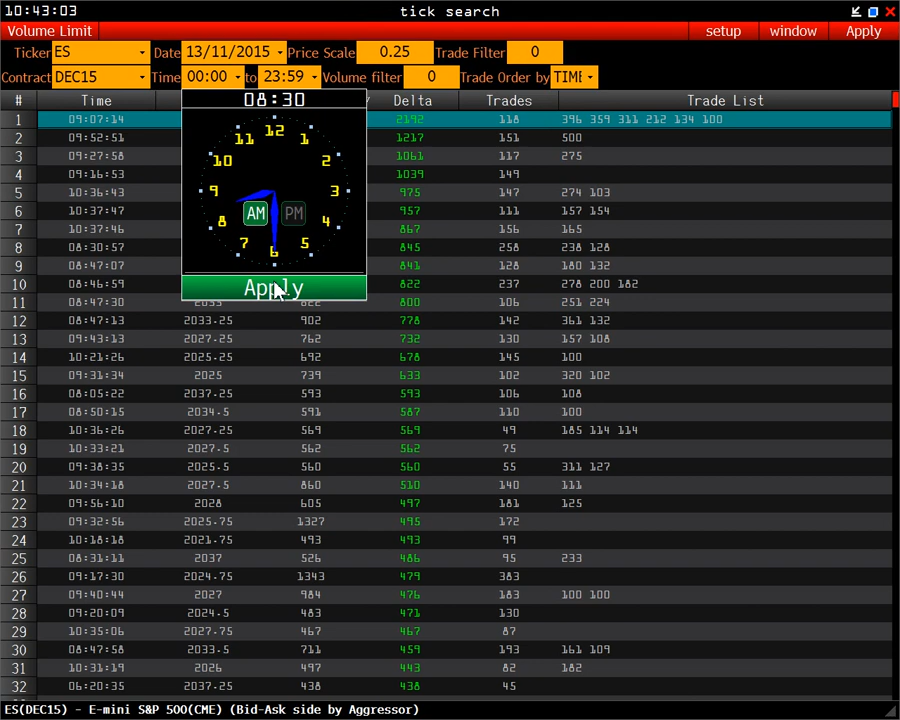 10:43:03 tick search
Volume Limit setup window Apply
Ticker ES Date 13/11/2015 Price Scale 0.25 Trade Filter 0
Contract DEC15 Time 00:00 to 23:59 Volume filter 0 Trade Order by TIME
# Time Delta Trades Trade List
08:30
12
11 1
10 2
9 3
8 4
7 5
6
AM PM
Apply
1 09:07:14 2192 118 396 359 311 212 134 100
2 09:52:51 1217 151 500
3 09:27:58 1061 117 275
4 09:16:53 1039 149
5 10:36:43 975 147 274 103
6 10:37:47 957 111 157 154
7 10:37:46 867 156 165
8 08:30:57 845 258 238 128
9 08:47:07 841 128 180 132
10 08:46:59 822 237 278 200 182
11 08:47:30 2033 822 800 106 251 224
12 08:47:13 2033.25 902 778 142 361 132
13 09:43:13 2027.25 762 732 130 157 108
14 10:21:26 2025.25 692 678 145 100
15 09:31:34 2025 739 633 102 320 102
16 08:05:22 2037.25 593 593 106 108
17 08:50:15 2034.5 591 587 110 100
18 10:36:26 2027.25 569 569 49 185 114 114
19 10:33:21 2027.5 562 562 75
20 09:38:35 2025.5 560 560 55 311 127
21 10:34:18 2027.5 860 510 140 111
22 09:56:10 2028 605 497 181 125
23 09:32:56 2025.75 1327 495 172
24 10:18:18 2021.75 493 493 99
25 08:31:11 2037 526 486 95 233
26 09:17:30 2024.75 1343 479 383
27 09:40:44 2027 984 476 183 100 100
28 09:20:09 2024.5 483 471 130
29 10:35:06 2027.75 467 467 87
30 08:47:58 2033.5 711 459 193 161 109
31 10:31:19 2026 497 443 82 182
32 06:20:35 2037.25 438 438 45
ES(DEC15) - E-mini S&P 500(CME) (Bid-Ask side by Aggressor)